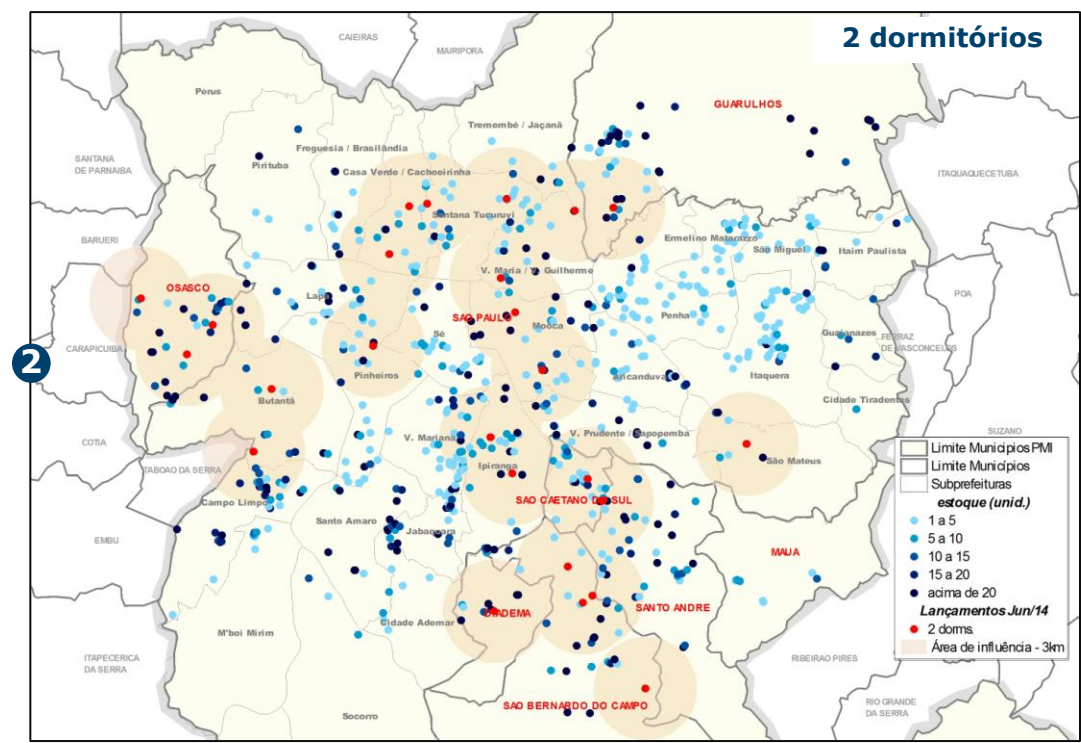 2 dormitórios
CAIEIRAS
MAIRIPORA
Perus
GUARULHOS
Tremembé / Jaçanã
Freguesia / Brasilândia
SANTANA
DE PARNAIBA
Pirituba
Casa Verde / Cachoeirinha
ITAQUAQUECETUBA
Santana Tucuruvi
BARUERI
Ermelino Matarazzo
São Miguel
Itaim Paulista
V. Maria / V. Guilherme
OSASCO
Lapa
POA
SAO PAULO
Mooca
Penha
Sé
Guaianazes
FERRAZ
DE VASCONCELOS
CARAPICUIBA
2
Pinheiros
Aricanduva
Itaquera
Butantã
Cidade Tiradentes
COTIA
V. Mariana
V. Prudente / Sapopemba
SUZANO
TABOAO DA SERRA
Ipiranga
São Mateus
Campo Limpo
SAO CAETANO DO SUL
Santo Amaro
Jabaquara
EMBU
MAUA
DIADEMA
SANTO ANDRE
Cidade Ademar
M'boi Mirim
ITAPECERICA
DA SERRA
RIBEIRAO PIRES
SAO BERNARDO DO CAMPO
Socorro
RIO GRANDE
DA SERRA
Limite Municipios PMI
Limite Municípios
Subprefeituras
estoque (unid.)
1 a 5
5 a 10
10 a 15
15 a 20
acima de 20
Lançamentos Jun/14
2 dorms.
Área de influência - 3km